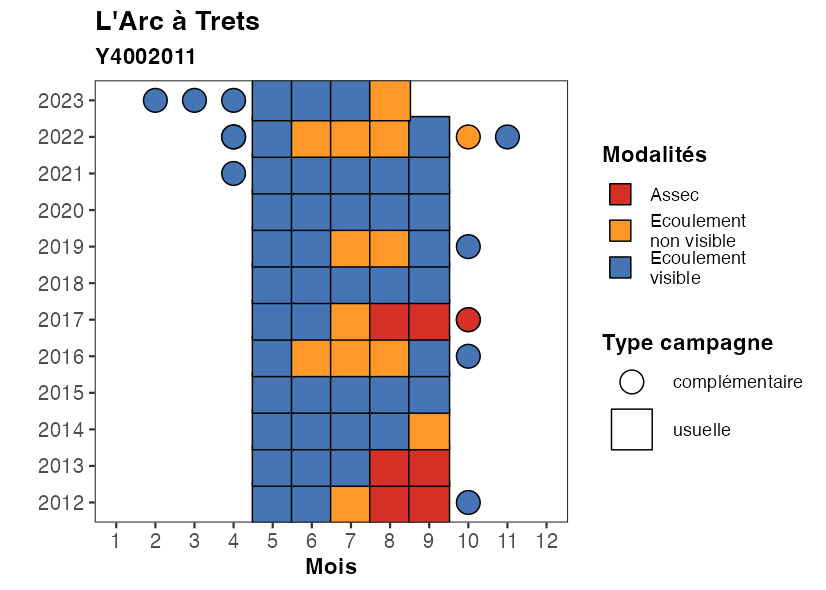 L'Arc à Trets
Y4002011
2023
2022
2021
2020
2019
2018
2017
2016
2015
2014
2013
2012
1 2 3 4 5 6 7 8 9 10 11 12
Mois
Modalités
Assec
Ecoulement
non visible
Ecoulement
visible
Type campagne
complémentaire
usuelle